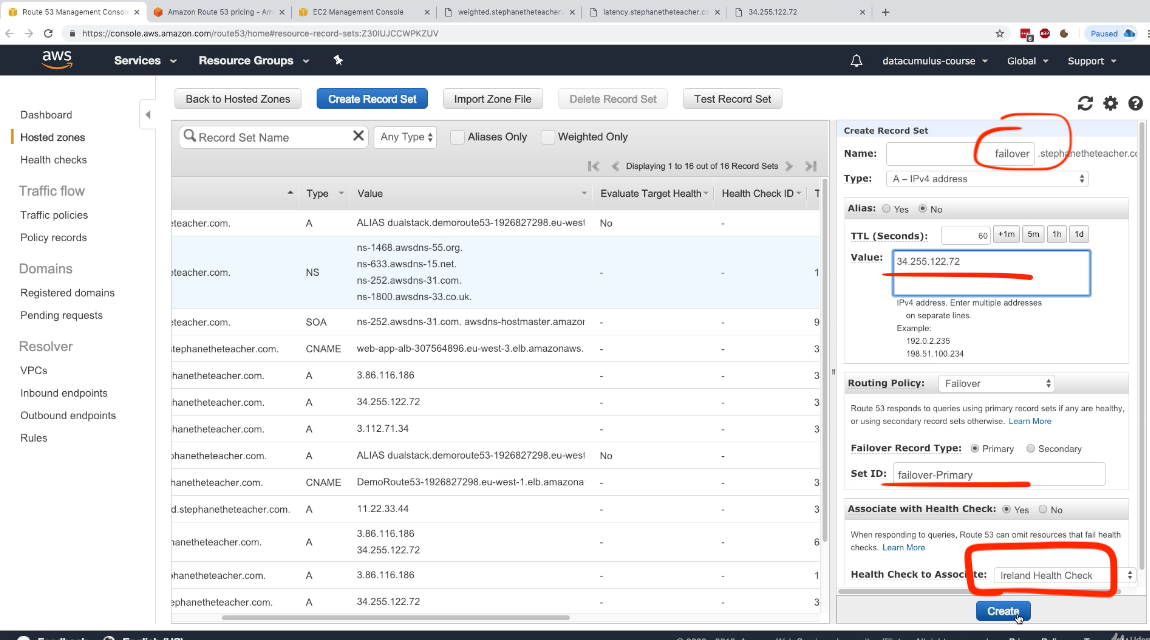 Route 53 Management Consol
Amazon Route 53 pricing - Am
EC2 Management Console
weighted.stephanetheteacher.
latency.stephanetheteacher.c
34.255.122.72
https://console.aws.amazon.com/route53/home#resource-record-sets:Z30IUJCCWPKZUV
Paused
aws
Services
Resource Groups
datacumulus-course
Global
Support
Dashboard
Hosted zones
Health checks
Traffic flow
Traffic policies
Policy records
Domains
Registered domains
Pending requests
Resolver
VPCs
Inbound endpoints
Outbound endpoints
Rules
Back to Hosted Zones
Create Record Set
Import Zone File
Delete Record Set
Test Record Set
Record Set Name
Any Type
Aliases Only
Weighted Only
Displaying 1 to 16 out of 16 Record Sets
Type Value Evaluate Target Health Health Check ID T
eteacher.com. A ALIAS dualstack.demoroute53-1926827298.eu-west No -
eteacher.com. NS ns-1468.awsdns-55.org. - - 1
ns-633.awsdns-15.net.
ns-252.awsdns-31.com.
ns-1800.awsdns-33.co.uk.
eteacher.com. SOA ns-252.awsdns-31.com. awsdns-hostmaster.amazor - - 9
stephanetheteacher.com. CNAME web-app-alb-307564896.eu-west-3.elb.amazonaws. - - 3
phanetheteacher.com. A 3.86.116.186 - - 3
phanetheteacher.com. A 34.255.122.72 - - 3
phanetheteacher.com. A 3.112.71.34 - - 3
ohanetheteacher.com. A ALIAS dualstack.demoroute53-1926827298.eu-west No -
hanetheteacher.com. CNAME DemoRoute53-1926827298.eu-west-1.elb.amazona - - 3
d.stephanetheteacher.com. A 11.22.33.44 - - 3
nanetheteacher.com. A 3.86.116.186 - - 6
34.255.122.72
phanetheteacher.com. A 3.86.116.186 - - 1
ephanetheteacher.com. A 34.255.122.72 - - 3
Create Record Set
Name: failover .stephanetheteacher.co
Type: A – IPv4 address
Alias: Yes No
TTL (Seconds): 60 +1m 5m 1h 1d
Value: 34.255.122.72
IPv4 address. Enter multiple addresses
on separate lines.
Example:
192.0.2.235
198.51.100.234
Routing Policy: Failover
Route 53 responds to queries using primary record sets if any are healthy,
or using secondary record sets otherwise. Learn More
Failover Record Type: Primary Secondary
Set ID: failover-Primary
Associate with Health Check: Yes No
When responding to queries, Route 53 can omit resources that fail health
checks. Learn More
Health Check to Associate: Ireland Health Check
Create